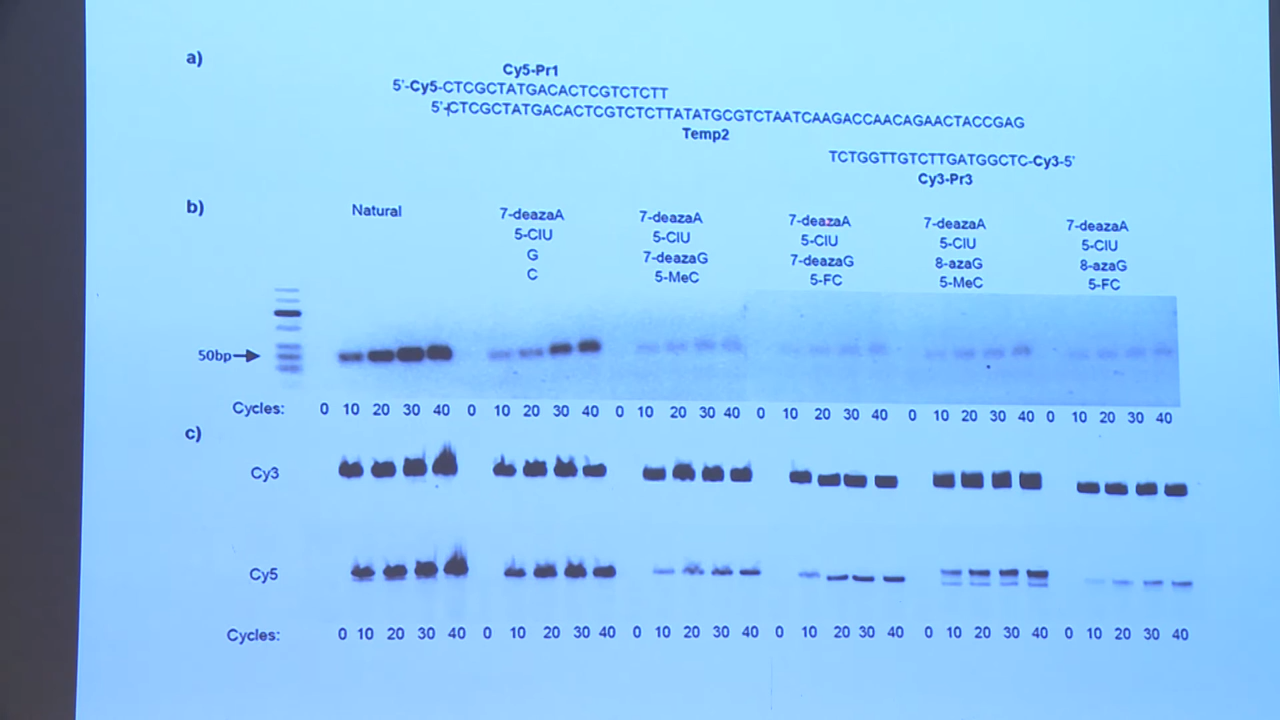 a)
Cy5-Pr1
5'-Cy5-CTCGCTATGACACTCGTCTCTT
5'-CTCGCTATGACACTCGTCTCTTATATGCGTCTAATCAAGACCAACAGAACTACCGAG
Temp2
TCTGGTTGTCTTGATGGCTC-Cy3-5'
Cy3-Pr3
b)
Natural
7-deazaA
5-ClU
G
C
7-deazaA
5-ClU
7-deazaG
5-MeC
7-deazaA
5-ClU
7-deazaG
5-FC
7-deazaA
5-ClU
8-azaG
5-MeC
7-deazaA
5-ClU
8-azaG
5-FC
50bp
Cycles: 0 10 20 30 40 0 10 20 30 40 0 10 20 30 40 0 10 20 30 40 0 10 20 30 40 0 10 20 30 40
c)
Cy3
Cy5
Cycles: 0 10 20 30 40 0 10 20 30 40 0 10 20 30 40 0 10 20 30 40 0 10 20 30 40 0 10 20 30 40